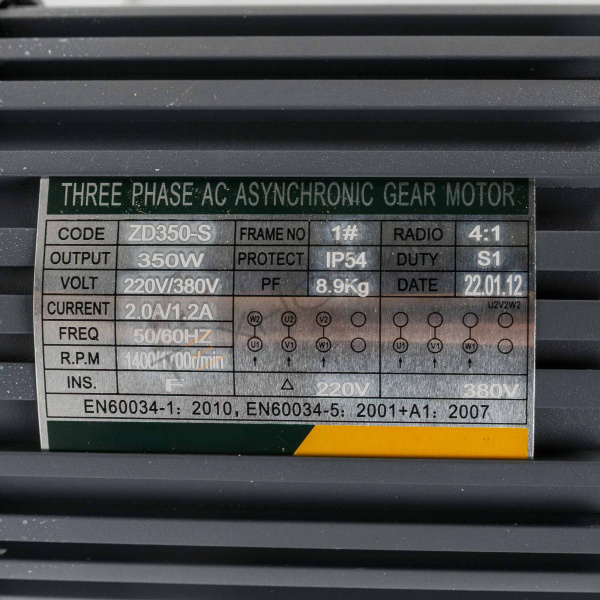 THREE PHASE AC ASYNCHRONIC GEAR MOTOR
CODE ZD350-S FRAME NO 1# RADIO 4:1
OUTPUT 350W PROTECT IP54 DUTY S1
VOLT 220V/380V PF 8.9Kg DATE 22.01.12
CURRENT 2.0A/1.2A U2V2W2
W2 U2 V2
FREQ 50/60HZ
U1 V1 W1 U1 V1 W1
R.P.M 1400/1700r/min
INS. F △ 220V 380V
EN60034-1: 2010, EN60034-5: 2001+A1: 2007